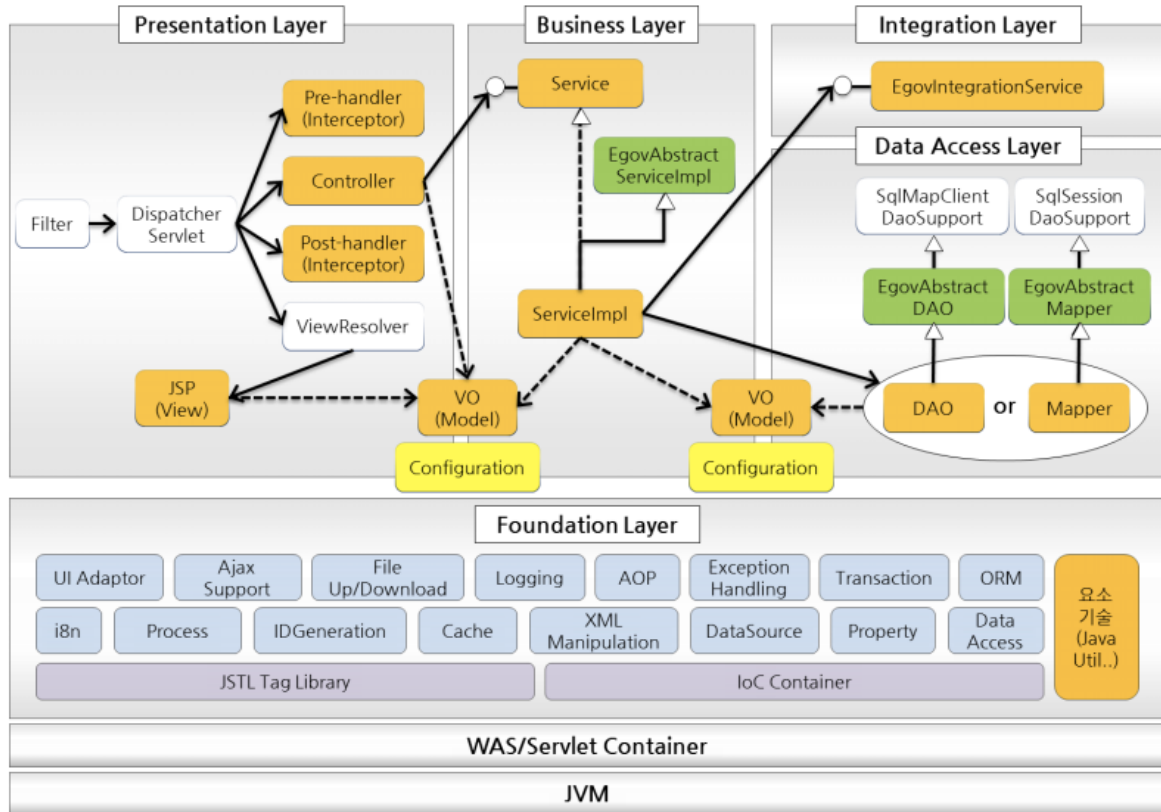 Presentation Layer
Business Layer
Integration Layer
Pre-handler
(Interceptor)
Service
EgovIntegrationService
Data Access Layer
Controller
EgovAbstract
ServiceImpl
SqlMapClient
DaoSupport
SqlSession
DaoSupport
Filter
Dispatcher
Servlet
Post-handler
(Interceptor)
EgovAbstract
DAO
EgovAbstract
Mapper
ViewResolver
ServiceImpl
JSP
(View)
VO
(Model)
VO
(Model)
DAO
or
Mapper
Configuration
Configuration
Foundation Layer
UI Adaptor
Ajax
Support
File
Up/Download
Logging
AOP
Exception
Handling
Transaction
ORM
i8n
Process
IDGeneration
Cache
XML
Manipulation
DataSource
Property
Data
Access
요소
기술
(Java
Util..)
JSTL Tag Library
IoC Container
WAS/Servlet Container
JVM